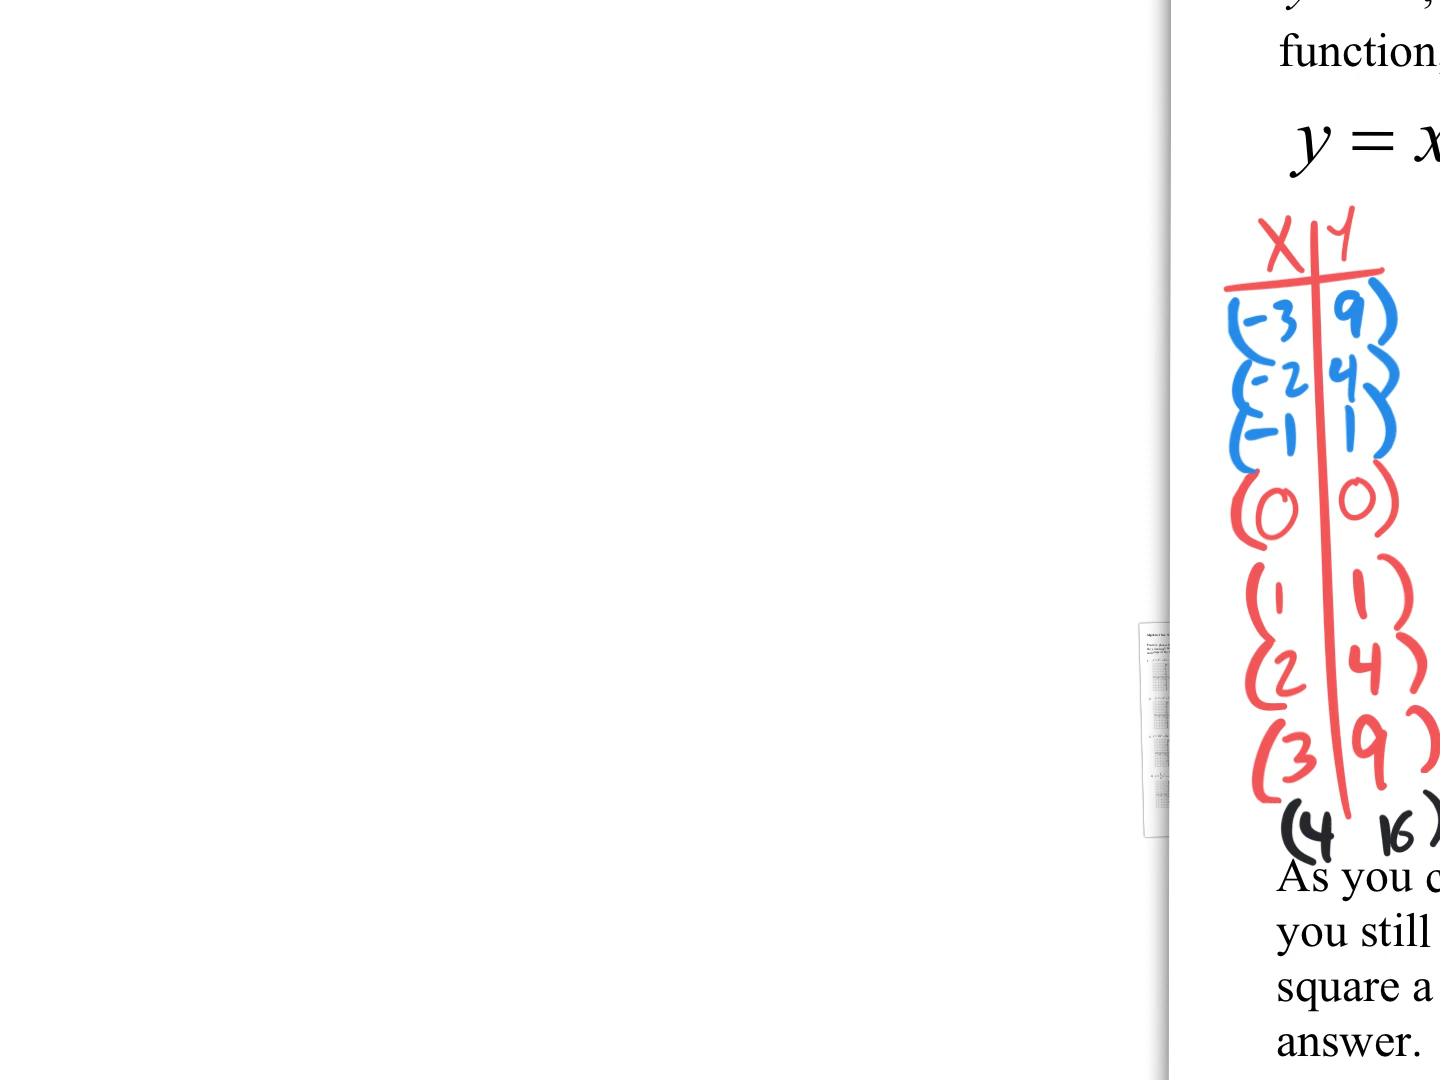 function,
y = x
X Y
(-3 9)
(-2 4)
(-1 1)
(0 0)
(1 1)
(2 4)
(3 9)
(4 16)
As you
you still
square a
answer.